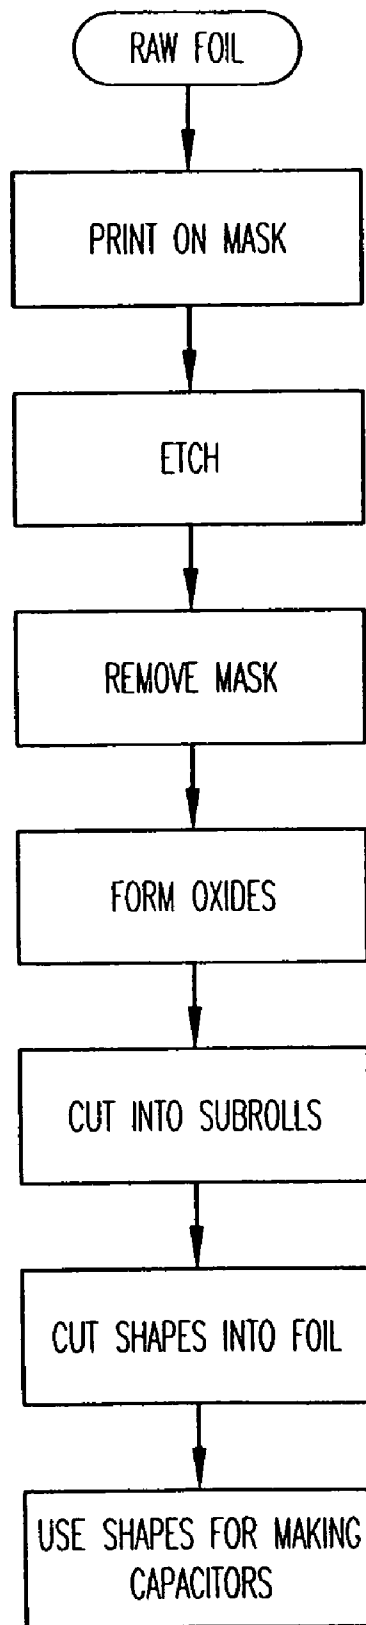 RAW FOIL
PRINT ON MASK
ETCH
REMOVE MASK
FORM OXIDES
CUT INTO SUBROLLS
CUT SHAPES INTO FOIL
USE SHAPES FOR MAKING
CAPACITORS